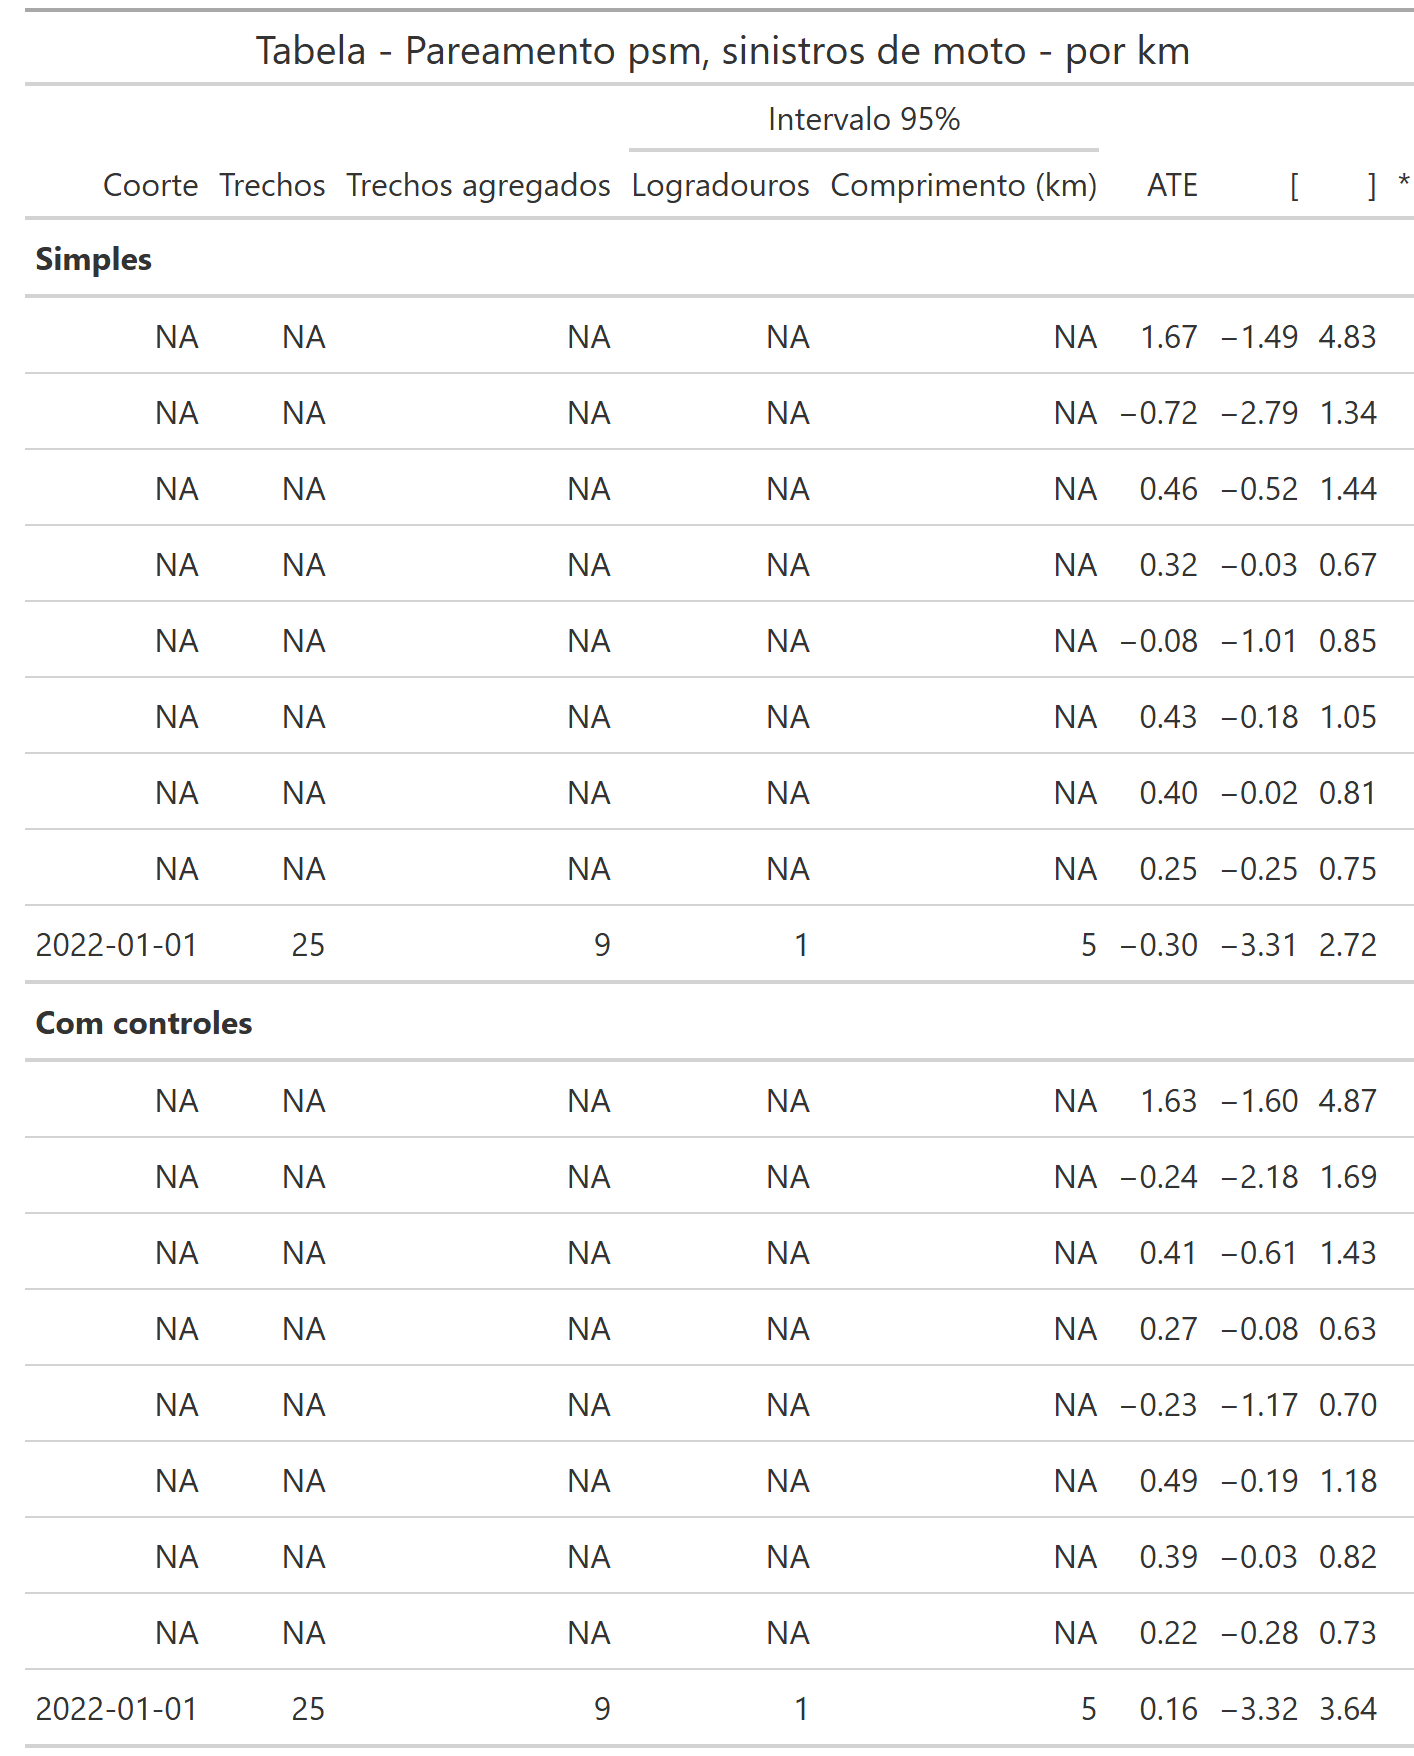 Tabela - Pareamento psm, sinistros de moto - por km
Intervalo 95%
Coorte Trechos Trechos agregados Logradouros Comprimento (km) ATE [ ] *
Simples
NA NA NA NA NA 1.67 −1.49 4.83
NA NA NA NA NA −0.72 −2.79 1.34
NA NA NA NA NA 0.46 −0.52 1.44
NA NA NA NA NA 0.32 −0.03 0.67
NA NA NA NA NA −0.08 −1.01 0.85
NA NA NA NA NA 0.43 −0.18 1.05
NA NA NA NA NA 0.40 −0.02 0.81
NA NA NA NA NA 0.25 −0.25 0.75
2022-01-01 25 9 1 5 −0.30 −3.31 2.72
Com controles
NA NA NA NA NA 1.63 −1.60 4.87
NA NA NA NA NA −0.24 −2.18 1.69
NA NA NA NA NA 0.41 −0.61 1.43
NA NA NA NA NA 0.27 −0.08 0.63
NA NA NA NA NA −0.23 −1.17 0.70
NA NA NA NA NA 0.49 −0.19 1.18
NA NA NA NA NA 0.39 −0.03 0.82
NA NA NA NA NA 0.22 −0.28 0.73
2022-01-01 25 9 1 5 0.16 −3.32 3.64